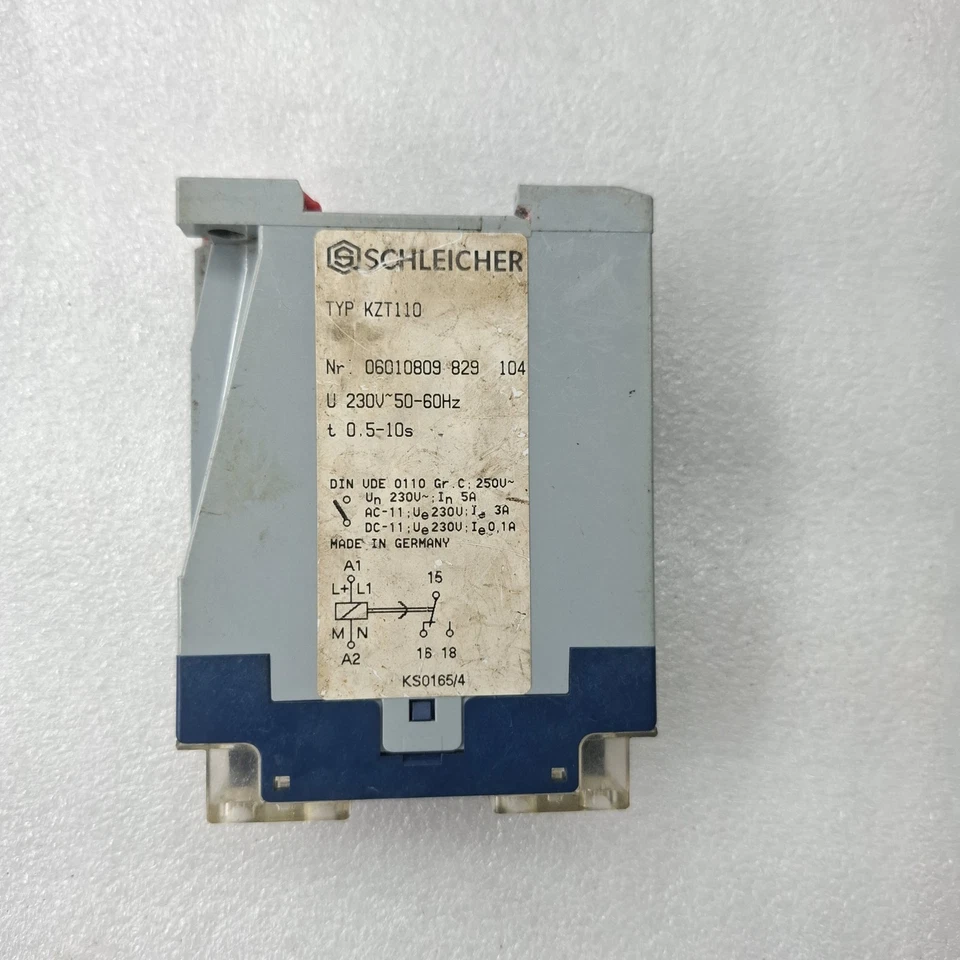 SCHLEICHER
TYP KZT110
Nr. 06010809 829 104
U 230V~50-60Hz
t 0.5-10s
DIN VDE 0110 Gr.C; 250V~
Un 230V~; In 5A
AC-11; Ue 230V; Ie 3A
DC-11; Ue 230V; Ie 0,1A
MADE IN GERMANY
A1
15
L+ L1
M N
16 18
A2
KS0165/4